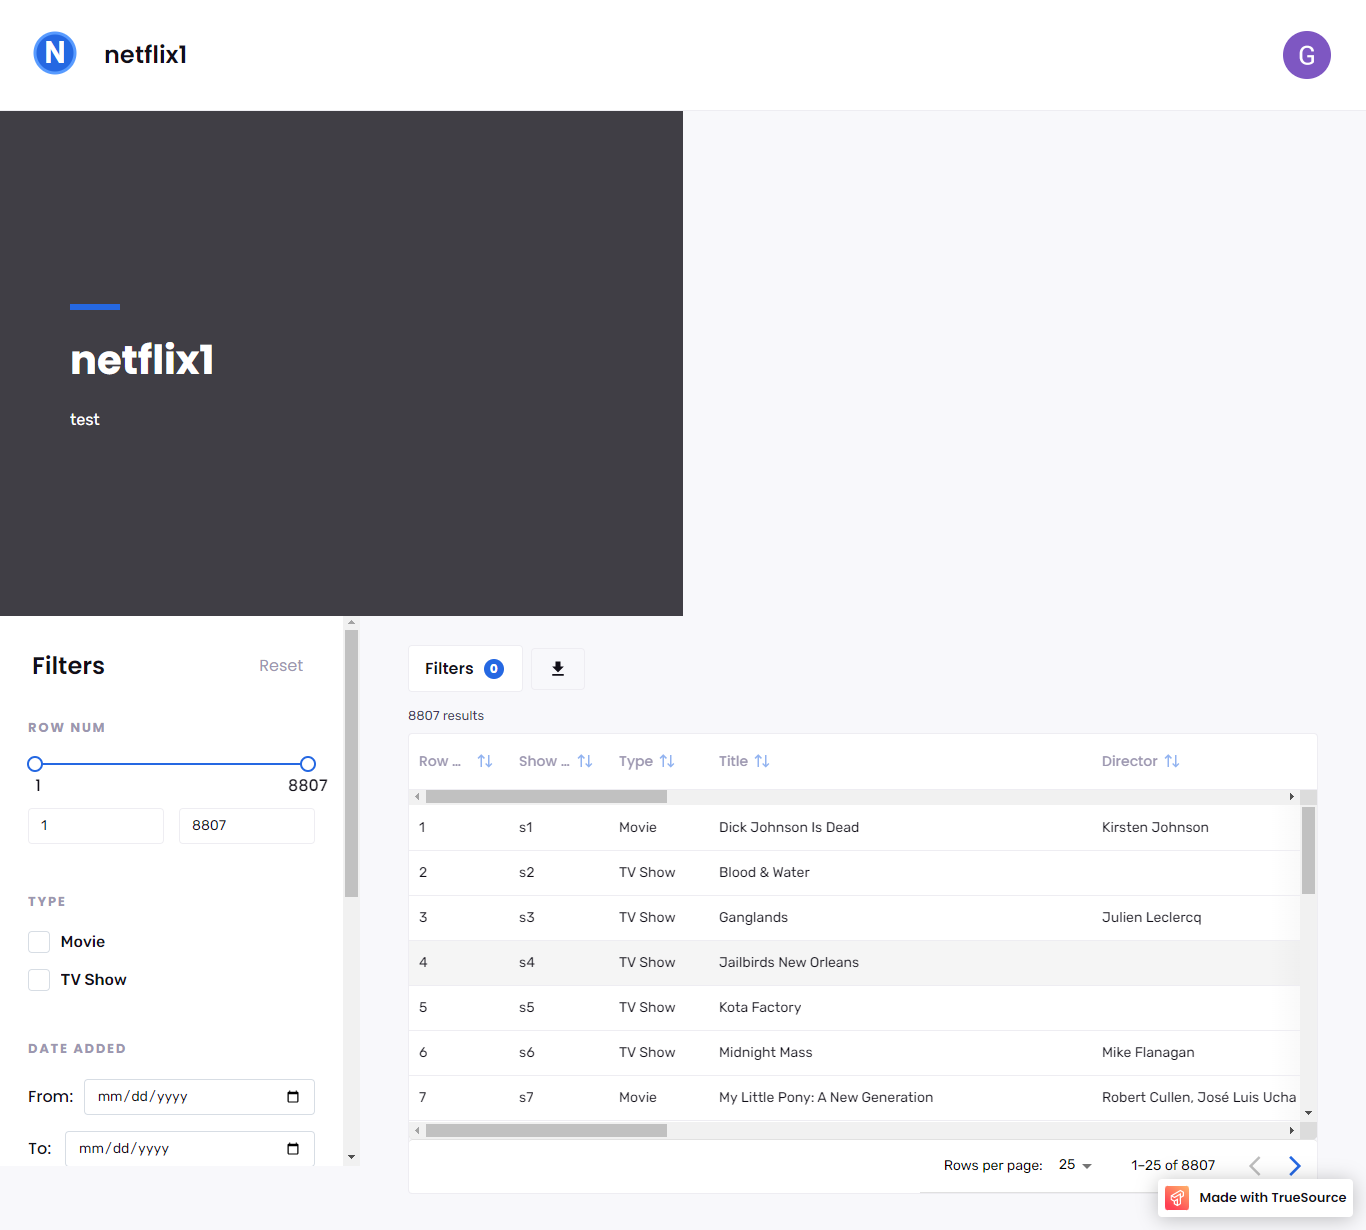 N netflix1
G
netflix1
test
Filters Reset
ROW NUM
1 8807
1 8807
TYPE
Movie
TV Show
DATE ADDED
From: mm/dd/yyyy
To: mm/dd/yyyy
Filters 0
8807 results
Row ... Show ... Type Title Director
1 s1 Movie Dick Johnson Is Dead Kirsten Johnson
2 s2 TV Show Blood & Water
3 s3 TV Show Ganglands Julien Leclercq
4 s4 TV Show Jailbirds New Orleans
5 s5 TV Show Kota Factory
6 s6 TV Show Midnight Mass Mike Flanagan
7 s7 Movie My Little Pony: A New Generation Robert Cullen, José Luis Ucha
Rows per page: 25 1–25 of 8807
Made with TrueSource